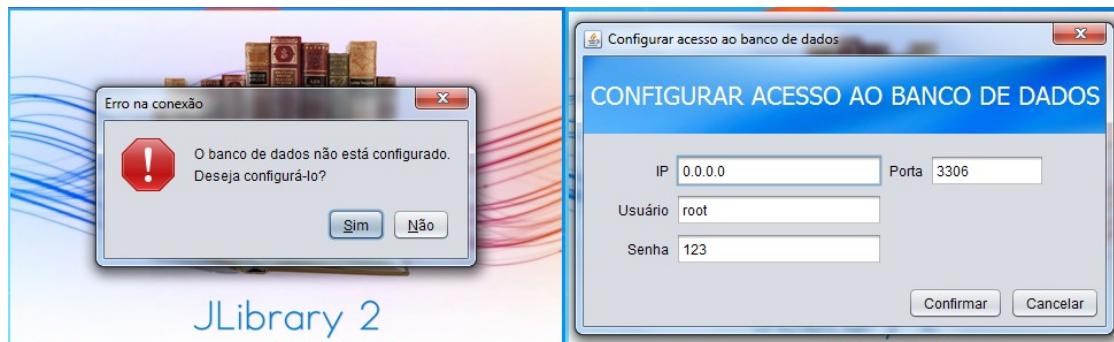 Erro na conexão
O banco de dados não está configurado.
Deseja configurá-lo?
Sim
Não
JLibrary 2
Configurar acesso ao banco de dados
CONFIGURAR ACESSO AO BANCO DE DADOS
IP 0.0.0.0 Porta 3306
Usuário root
Senha 123
Confirmar Cancelar